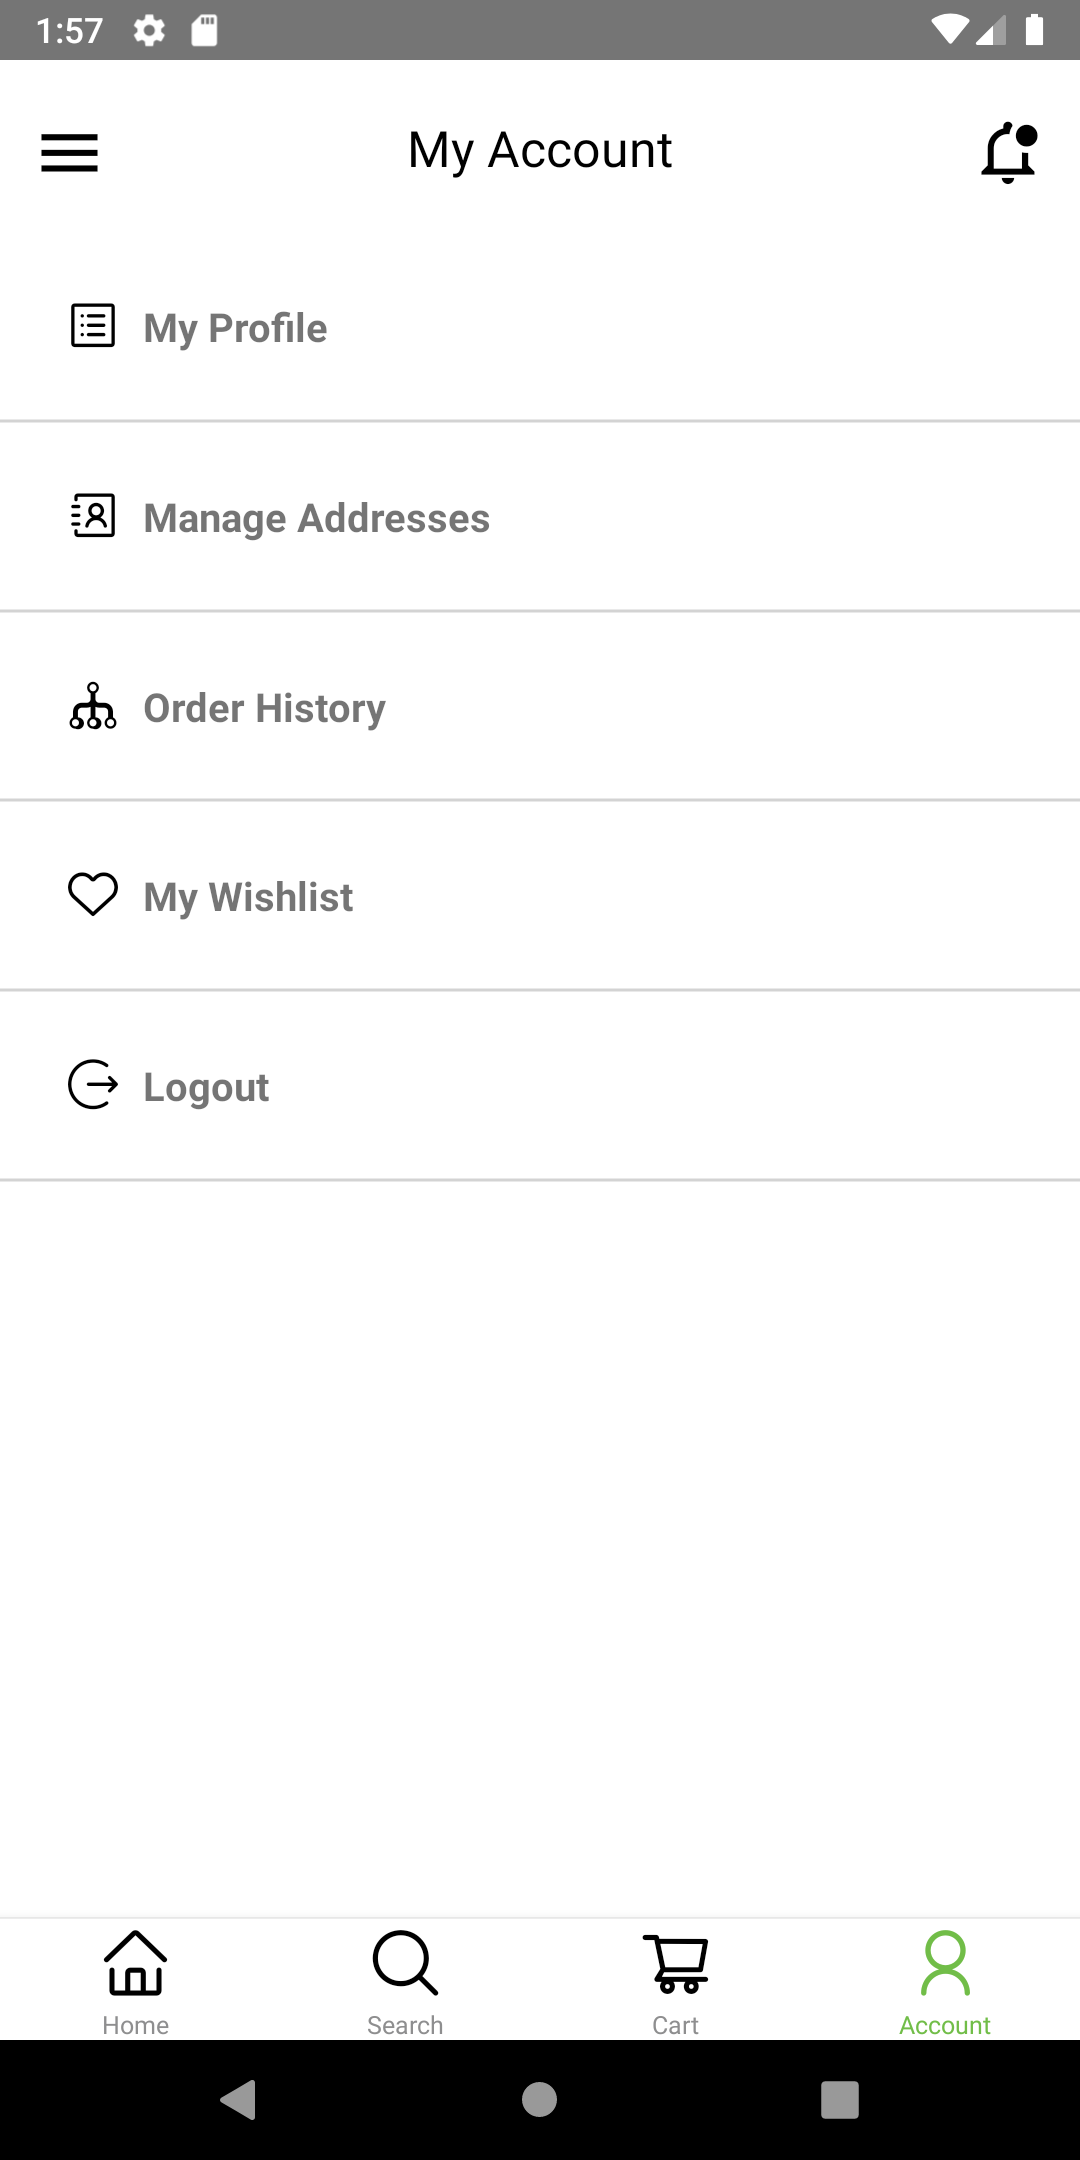 1:57
My Account
My Profile
Manage Addresses
Order History
My Wishlist
Logout
Home
Search
Cart
Account